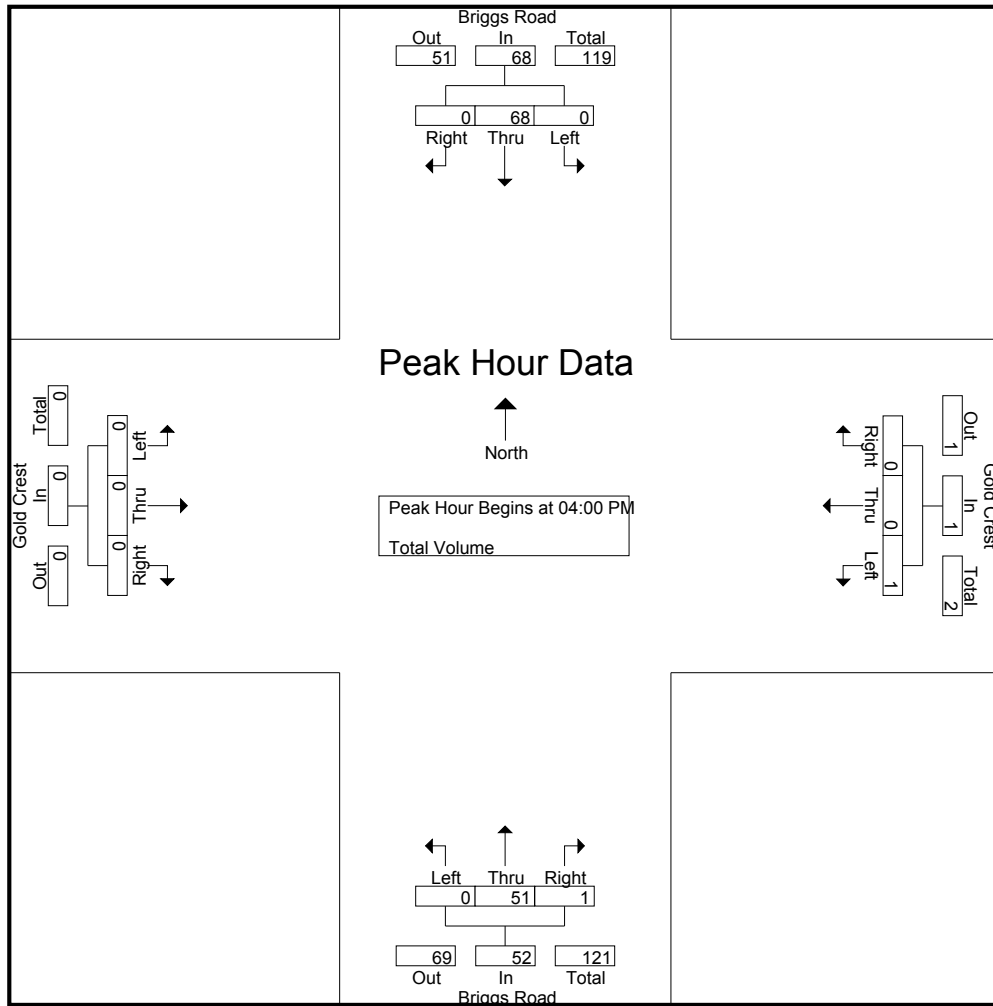 Briggs Road
Out In Total
51 68 119
0 68 0
Right Thru Left
Peak Hour Data
North
Peak Hour Begins at 04:00 PM
Total Volume
Gold Crest
Total In Out
0 0 0
0 0 0
Left Thru Right
Gold Crest
Out In Total
1 1 2
0 0 1
Right Thru Left
Left Thru Right
0 51 1
69 52 121
Out In Total
Briggs Road